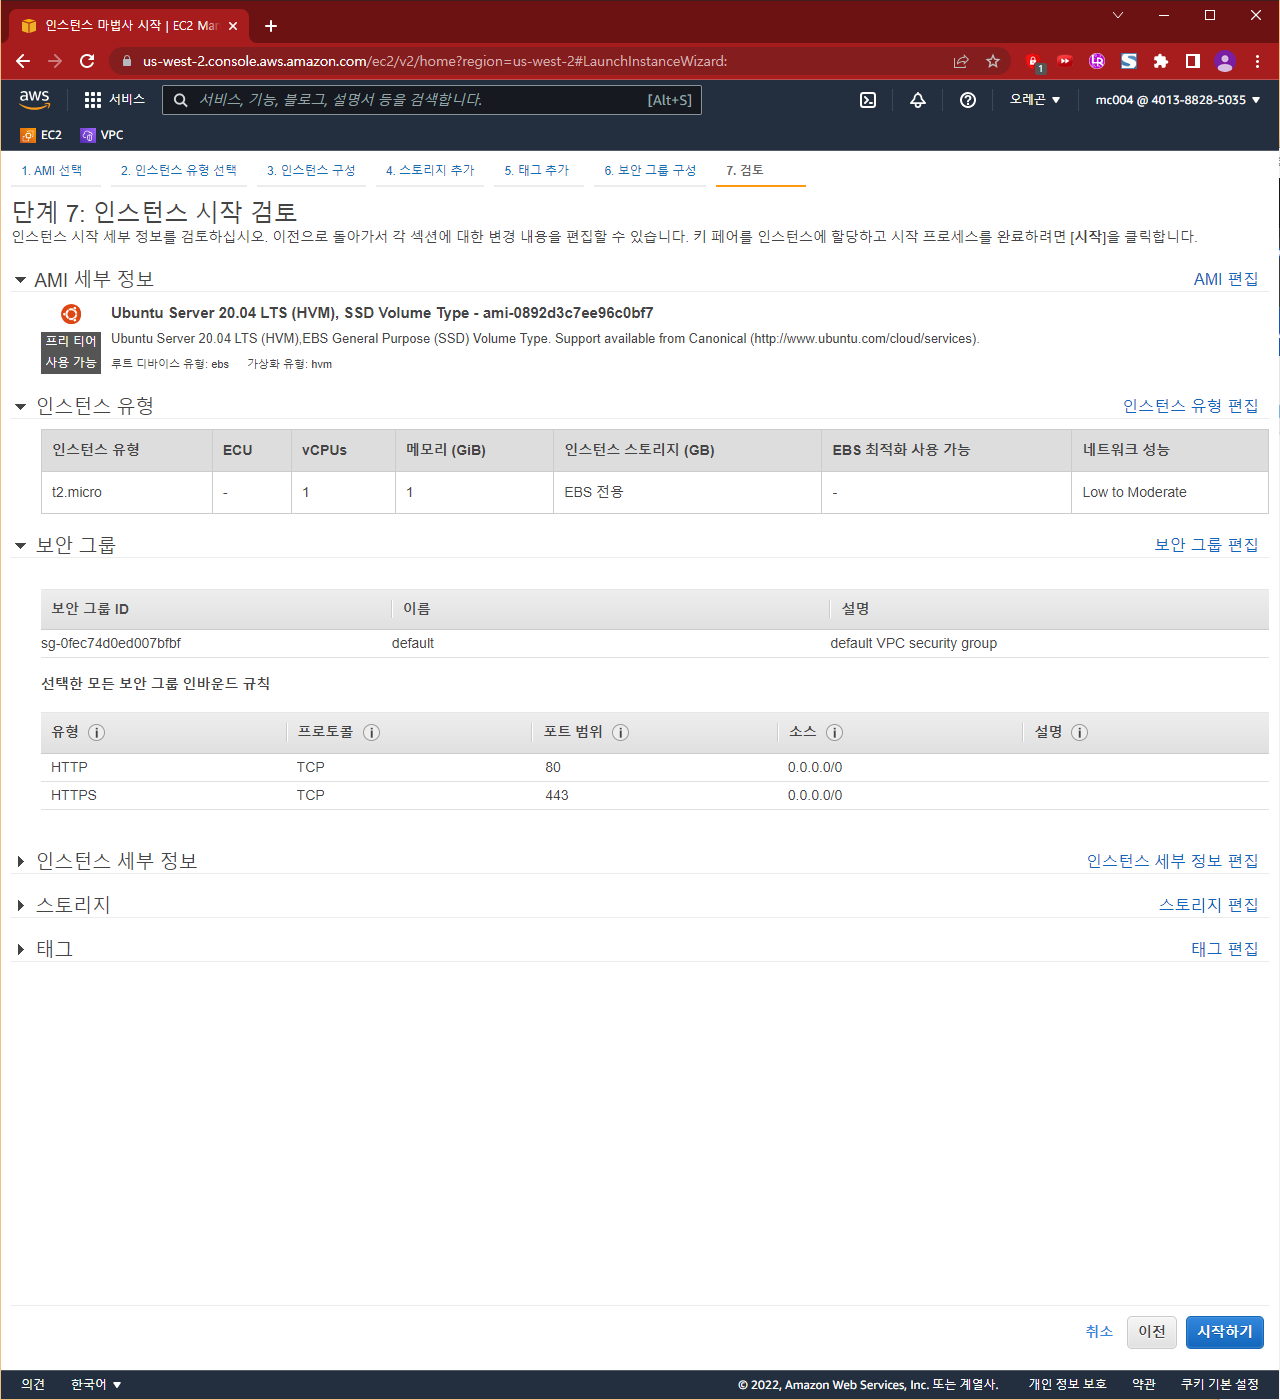 인스턴스 마법사 시작 | EC2 Mar
us-west-2.console.aws.amazon.com/ec2/v2/home?region=us-west-2#LaunchInstanceWizard:
1
aws 서비스 서비스, 기능, 블로그, 설명서 등을 검색합니다. [Alt+S] 오레곤 ▼ mc004 @ 4013-8828-5035 ▼
EC2 VPC
1. AMI 선택 2. 인스턴스 유형 선택 3. 인스턴스 구성 4. 스토리지 추가 5. 태그 추가 6. 보안 그룹 구성 7. 검토
단계 7: 인스턴스 시작 검토
인스턴스 시작 세부 정보를 검토하십시오. 이전으로 돌아가서 각 섹션에 대한 변경 내용을 편집할 수 있습니다. 키 페어를 인스턴스에 할당하고 시작 프로세스를 완료하려면 [시작]을 클릭합니다.
AMI 세부 정보 AMI 편집
Ubuntu Server 20.04 LTS (HVM), SSD Volume Type - ami-0892d3c7ee96c0bf7
프리 티어
사용 가능
Ubuntu Server 20.04 LTS (HVM),EBS General Purpose (SSD) Volume Type. Support available from Canonical (http://www.ubuntu.com/cloud/services).
루트 디바이스 유형: ebs 가상화 유형: hvm
인스턴스 유형 인스턴스 유형 편집
인스턴스 유형 ECU vCPUs 메모리 (GiB) 인스턴스 스토리지 (GB) EBS 최적화 사용 가능 네트워크 성능
t2.micro - 1 1 EBS 전용 - Low to Moderate
보안 그룹 보안 그룹 편집
보안 그룹 ID 이름 설명
sg-0fec74d0ed007bfbf default default VPC security group
선택한 모든 보안 그룹 인바운드 규칙
유형 프로토콜 포트 범위 소스 설명
HTTP TCP 80 0.0.0.0/0
HTTPS TCP 443 0.0.0.0/0
인스턴스 세부 정보 인스턴스 세부 정보 편집
스토리지 스토리지 편집
태그 태그 편집
취소 이전 시작하기
의견 한국어 ▼ © 2022, Amazon Web Services, Inc. 또는 계열사. 개인 정보 보호 약관 쿠키 기본 설정